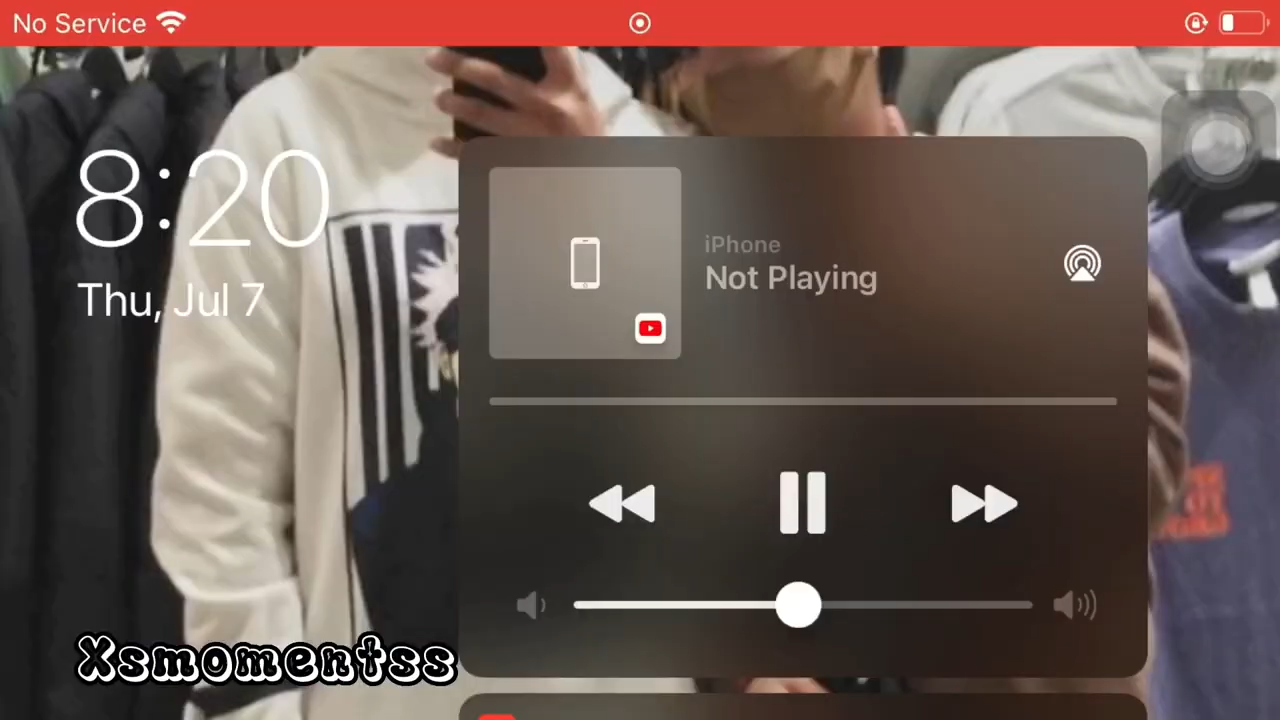 No Service
8:20
Thu, Jul 7
iPhone
Not Playing
Xsmomentss